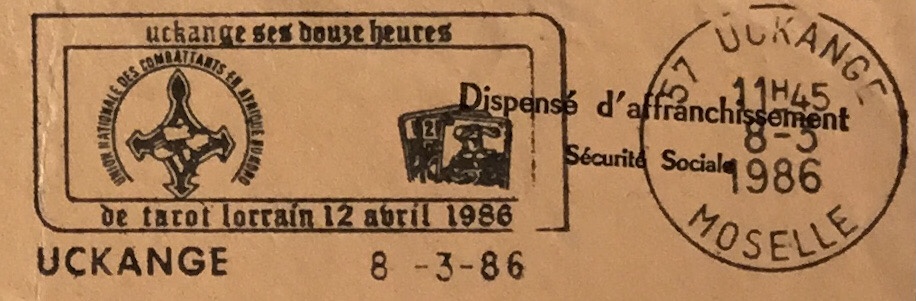 uckange ses douze heures
UNION NATIONALE DES COMBATTANTS EN AFRIQUE DU NORD
21
de tarot lorrain 12 avril 1986
UCKANGE 8 -3-86
Dispensé d'affranchissement
Sécurité Sociale
57 UCKANGE
11H45
8-3
1986
MOSELLE